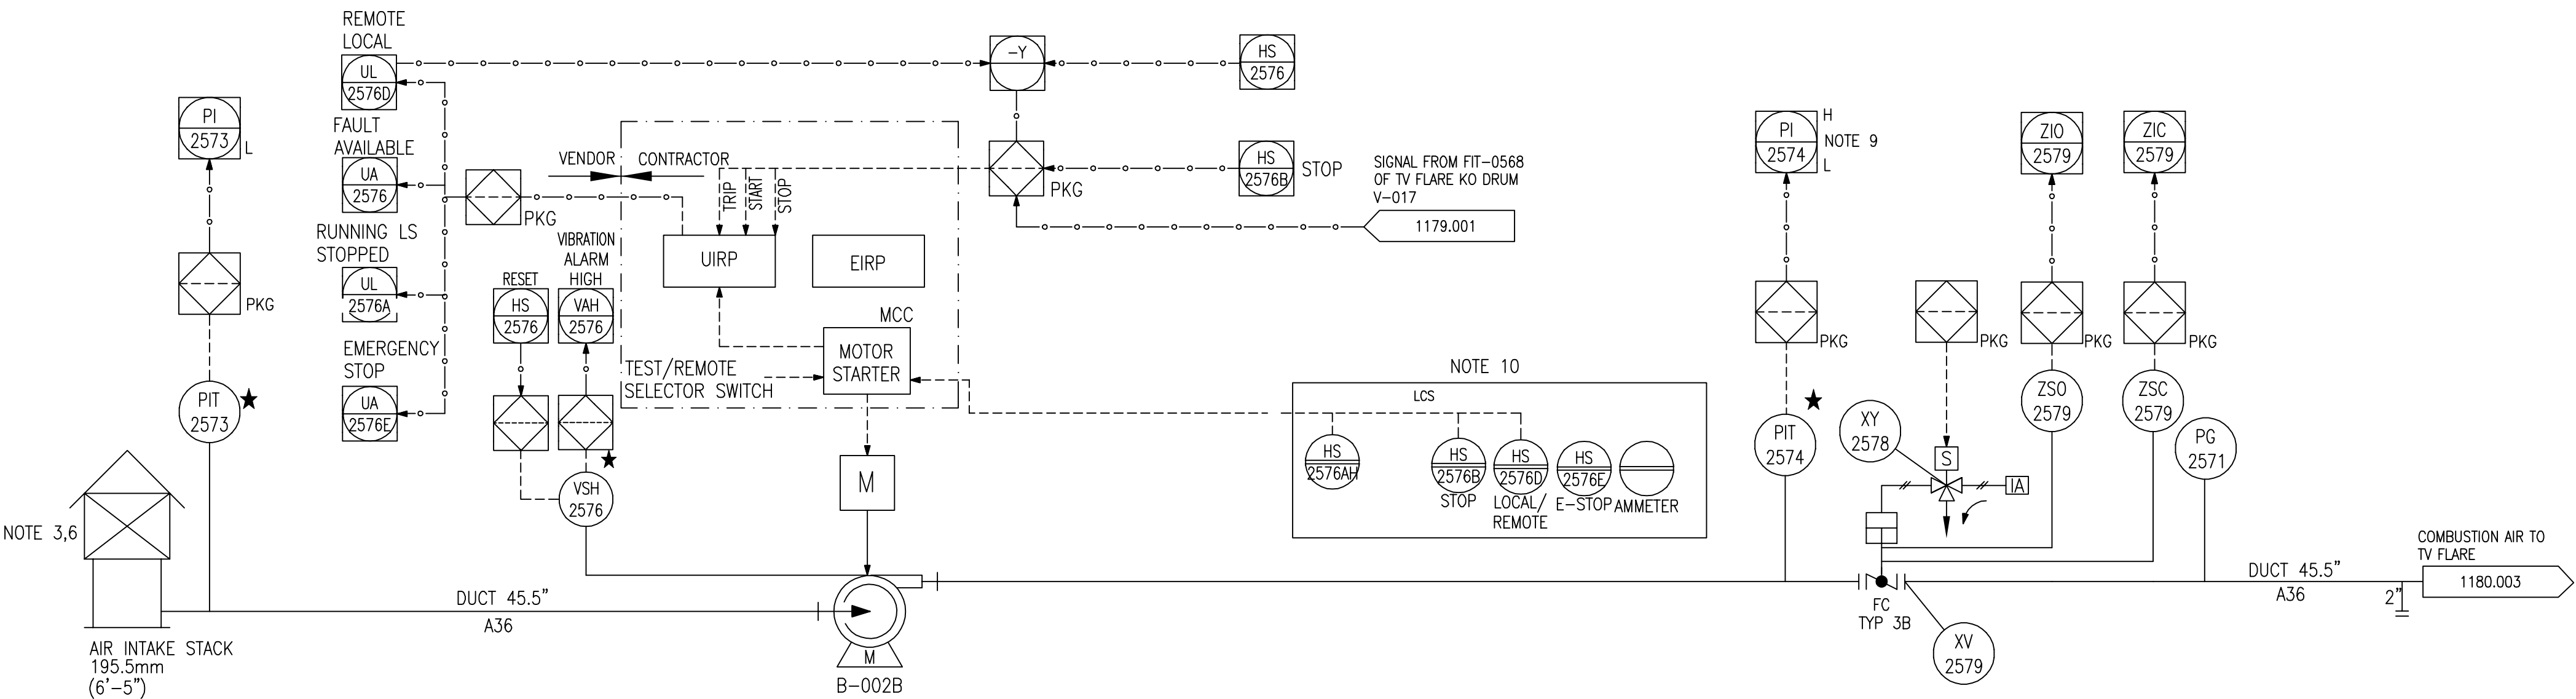 REMOTE
LOCAL
UL
2576D
-Y
HS
2576
PI
2573
L
FAULT
AVAILABLE
UA
2576
VENDOR
CONTRACTOR
TRIP
START
STOP
PKG
HS
2576B
STOP
PKG
SIGNAL FROM FIT-0568
OF TV FLARE KO DRUM
V-017
1179.001
PI
2574
H
NOTE 9
L
ZIO
2579
ZIC
2579
RUNNING LS
STOPPED
UL
2576A
VIBRATION
ALARM
HIGH
RESET
HS
2576
VAH
2576
UIRP
EIRP
PKG
MCC
MOTOR
STARTER
TEST/REMOTE
SELECTOR SWITCH
EMERGENCY
STOP
UA
2576E
PIT
2573
VSH
2576
M
NOTE 10
LCS
HS
2576AH
HS
2576B
STOP
HS
2576D
LOCAL/
REMOTE
HS
2576E
E-STOP
AMMETER
PKG
PKG
PKG
PKG
PIT
2574
XY
2578
S
IA
ZSO
2579
ZSC
2579
PG
2571
NOTE 3,6
AIR INTAKE STACK
195.5mm
(6'-5")
DUCT 45.5"
A36
M
B-002B
FC
TYP 3B
XV
2579
DUCT 45.5"
A36
2"
COMBUSTION AIR TO
TV FLARE
1180.003